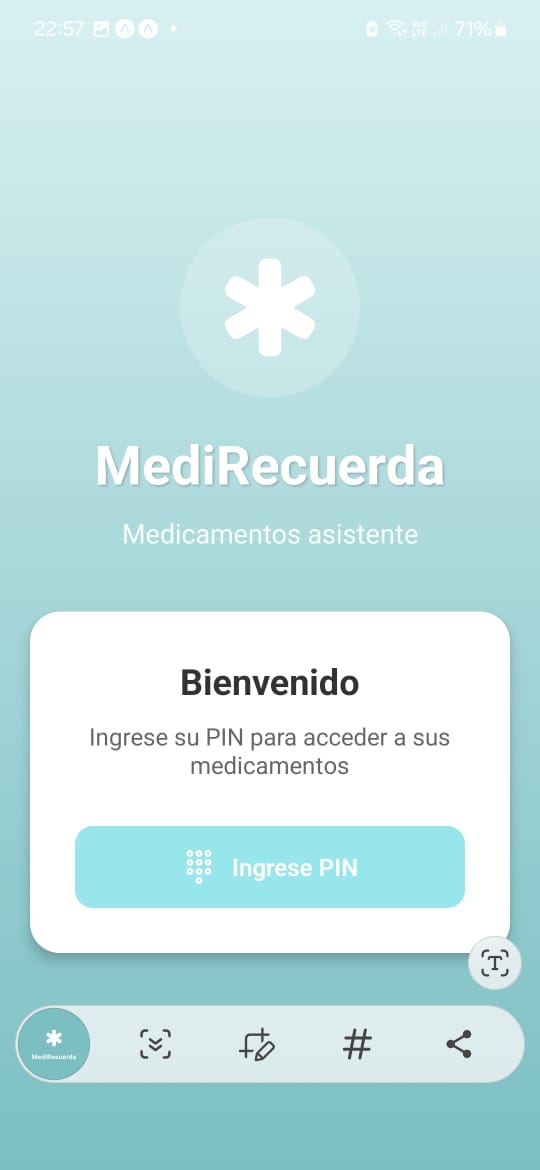 22:57
Vo)) LTE 71%
MediRecuerda
Medicamentos asistente
Bienvenido
Ingrese su PIN para acceder a sus
medicamentos
Ingrese PIN
T
MediRecuerda
#